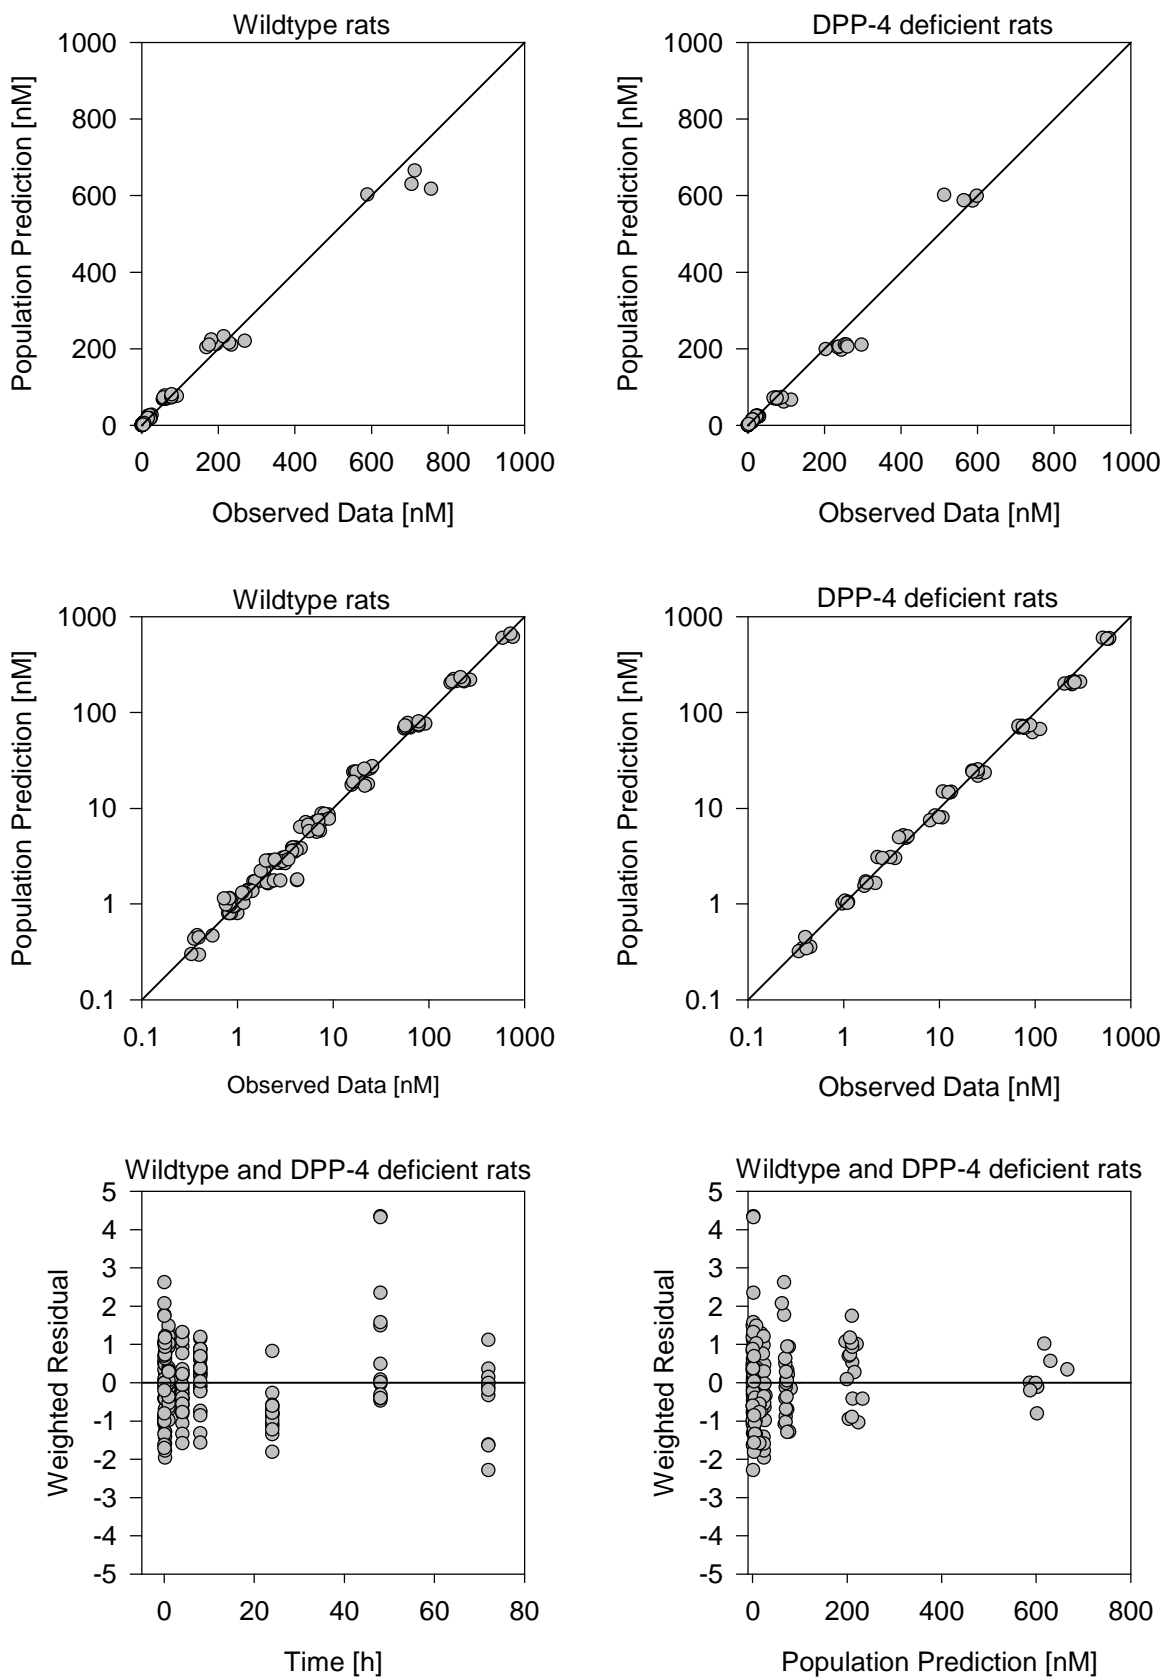 Wildtype rats
DPP-4 deficient rats
1000
800
600
400
200
0
Population Prediction [nM]
0 200 400 600 800 1000
Observed Data [nM]
1000
800
600
400
200
0
Population Prediction [nM]
0 200 400 600 800 1000
Observed Data [nM]
Wildtype rats
DPP-4 deficient rats
1000
100
10
1
0.1
Population Prediction [nM]
0.1 1 10 100 1000
Observed Data [nM]
1000
100
10
1
0.1
Population Prediction [nM]
0.1 1 10 100 1000
Observed Data [nM]
Wildtype and DPP-4 deficient rats
Wildtype and DPP-4 deficient rats
5
4
3
2
1
0
-1
-2
-3
-4
-5
Weighted Residual
0 20 40 60 80
Time [h]
5
4
3
2
1
0
-1
-2
-3
-4
-5
Weighted Residual
0 200 400 600 800
Population Prediction [nM]